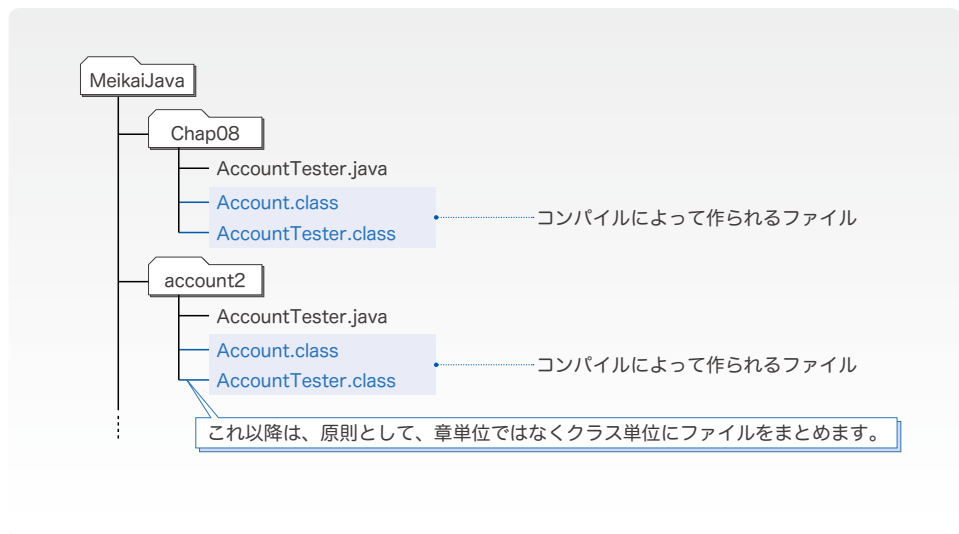 MeikaiJava
Chap08
AccountTester.java
Account.class
コンパイルによって作られるファイル
AccountTester.class
account2
AccountTester.java
Account.class
コンパイルによって作られるファイル
AccountTester.class
これ以降は、原則として、章単位ではなくクラス単位にファイルをまとめます。